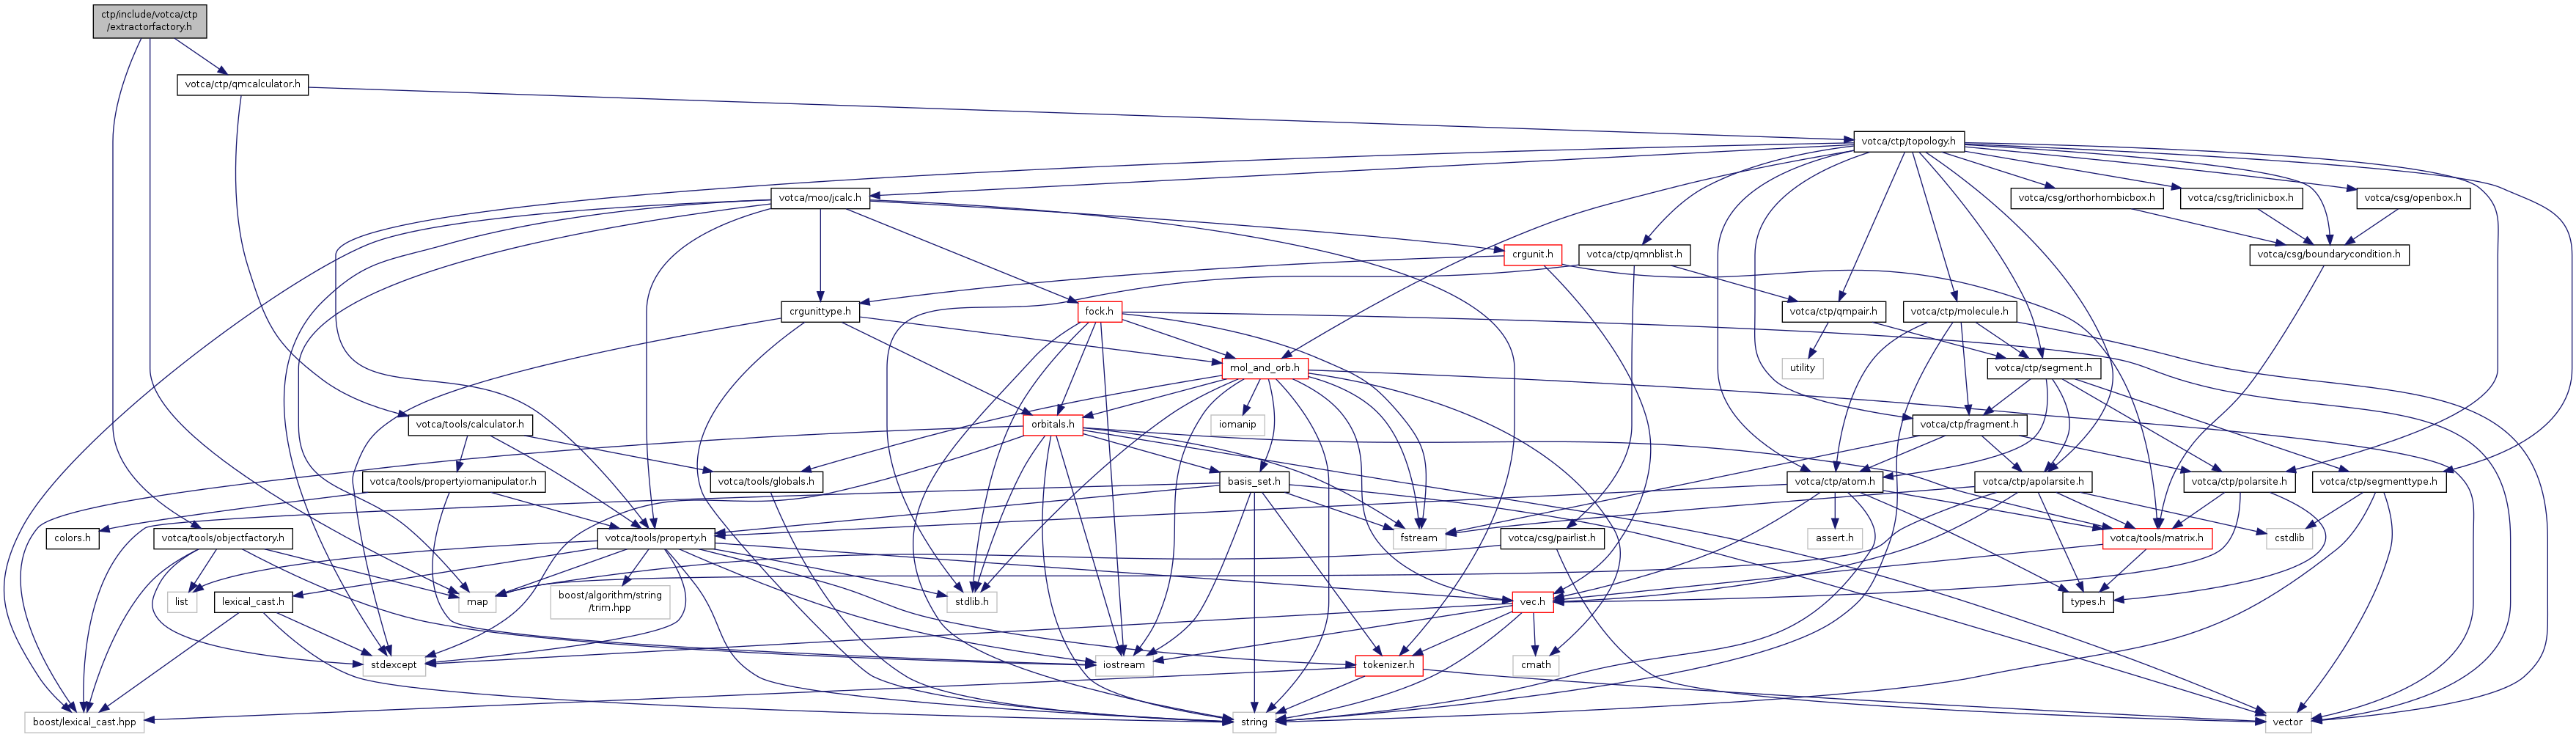 ctp/include/votca/ctp
/extractorfactory.h
votca/ctp/qmcalculator.h
votca/ctp/topology.h
votca/moo/jcalc.h
votca/csg/orthorhombicbox.h
votca/csg/triclinicbox.h
votca/csg/openbox.h
crgunit.h
votca/ctp/qmnblist.h
votca/csg/boundarycondition.h
crgunittype.h
fock.h
votca/ctp/qmpair.h
votca/ctp/molecule.h
mol_and_orb.h
utility
votca/ctp/segment.h
votca/tools/calculator.h
orbitals.h
iomanip
votca/ctp/fragment.h
votca/tools/propertyiomanipulator.h
votca/tools/globals.h
basis_set.h
votca/ctp/atom.h
votca/ctp/apolarsite.h
votca/ctp/polarsite.h
votca/ctp/segmenttype.h
colors.h
votca/tools/objectfactory.h
votca/tools/property.h
fstream
votca/csg/pairlist.h
assert.h
votca/tools/matrix.h
cstdlib
list
lexical_cast.h
map
boost/algorithm/string
/trim.hpp
stdlib.h
vec.h
types.h
stdexcept
iostream
tokenizer.h
cmath
boost/lexical_cast.hpp
string
vector